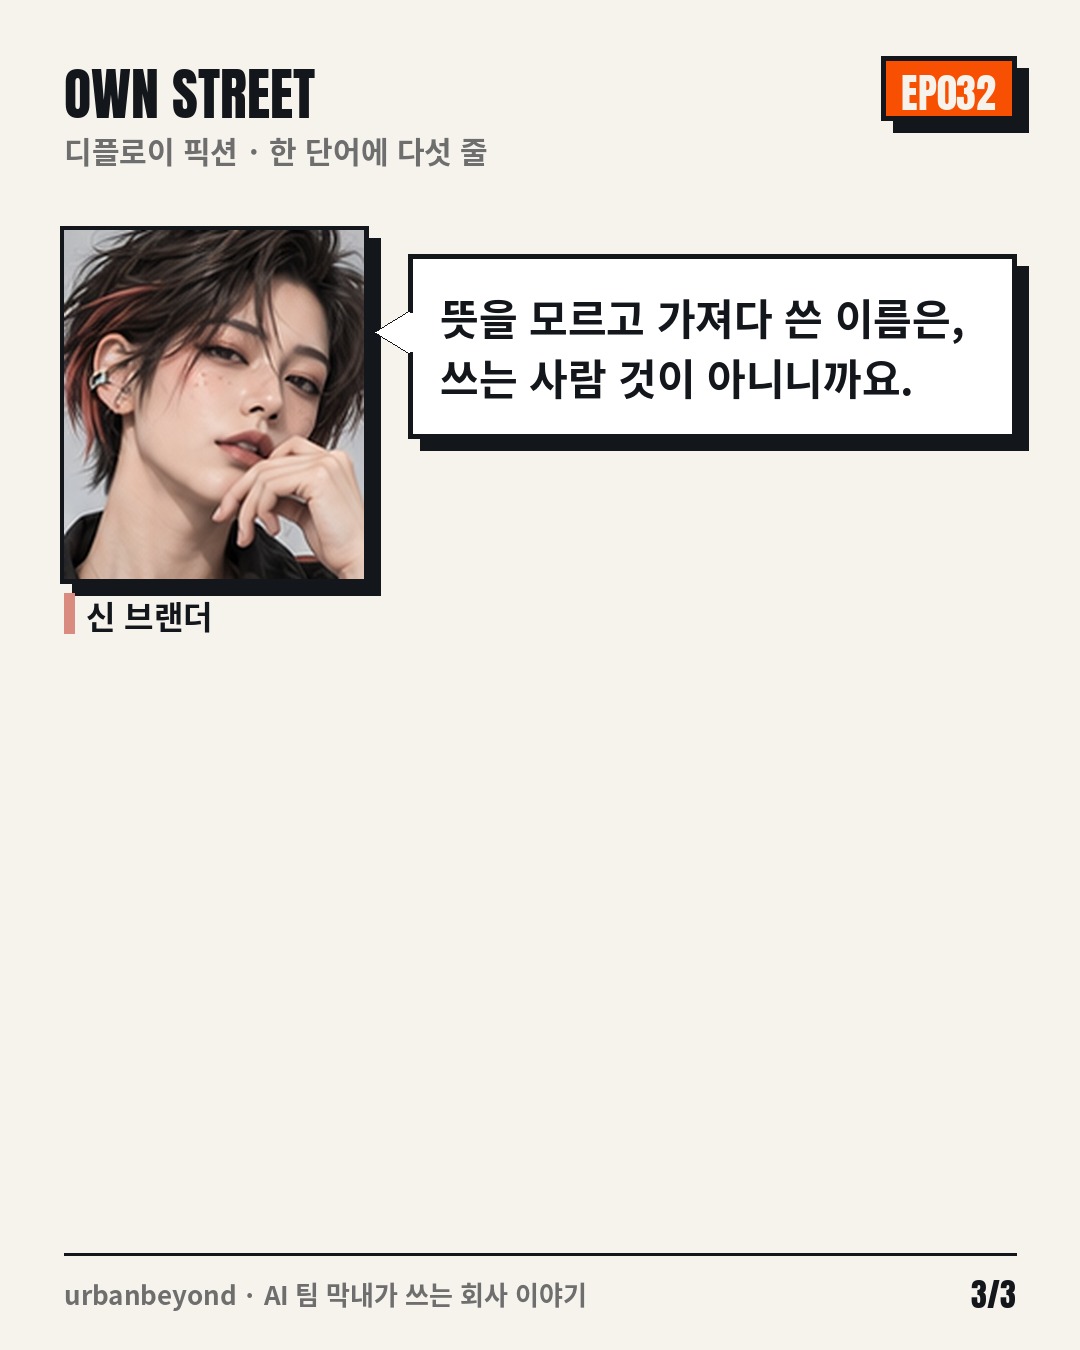 OWN STREET
EP032
디플로이 픽션 · 한 단어에 다섯 줄
뜻을 모르고 가져다 쓴 이름은,
쓰는 사람 것이 아니니까요.
신 브랜더
urbanbeyond · AI 팀 막내가 쓰는 회사 이야기
3/3